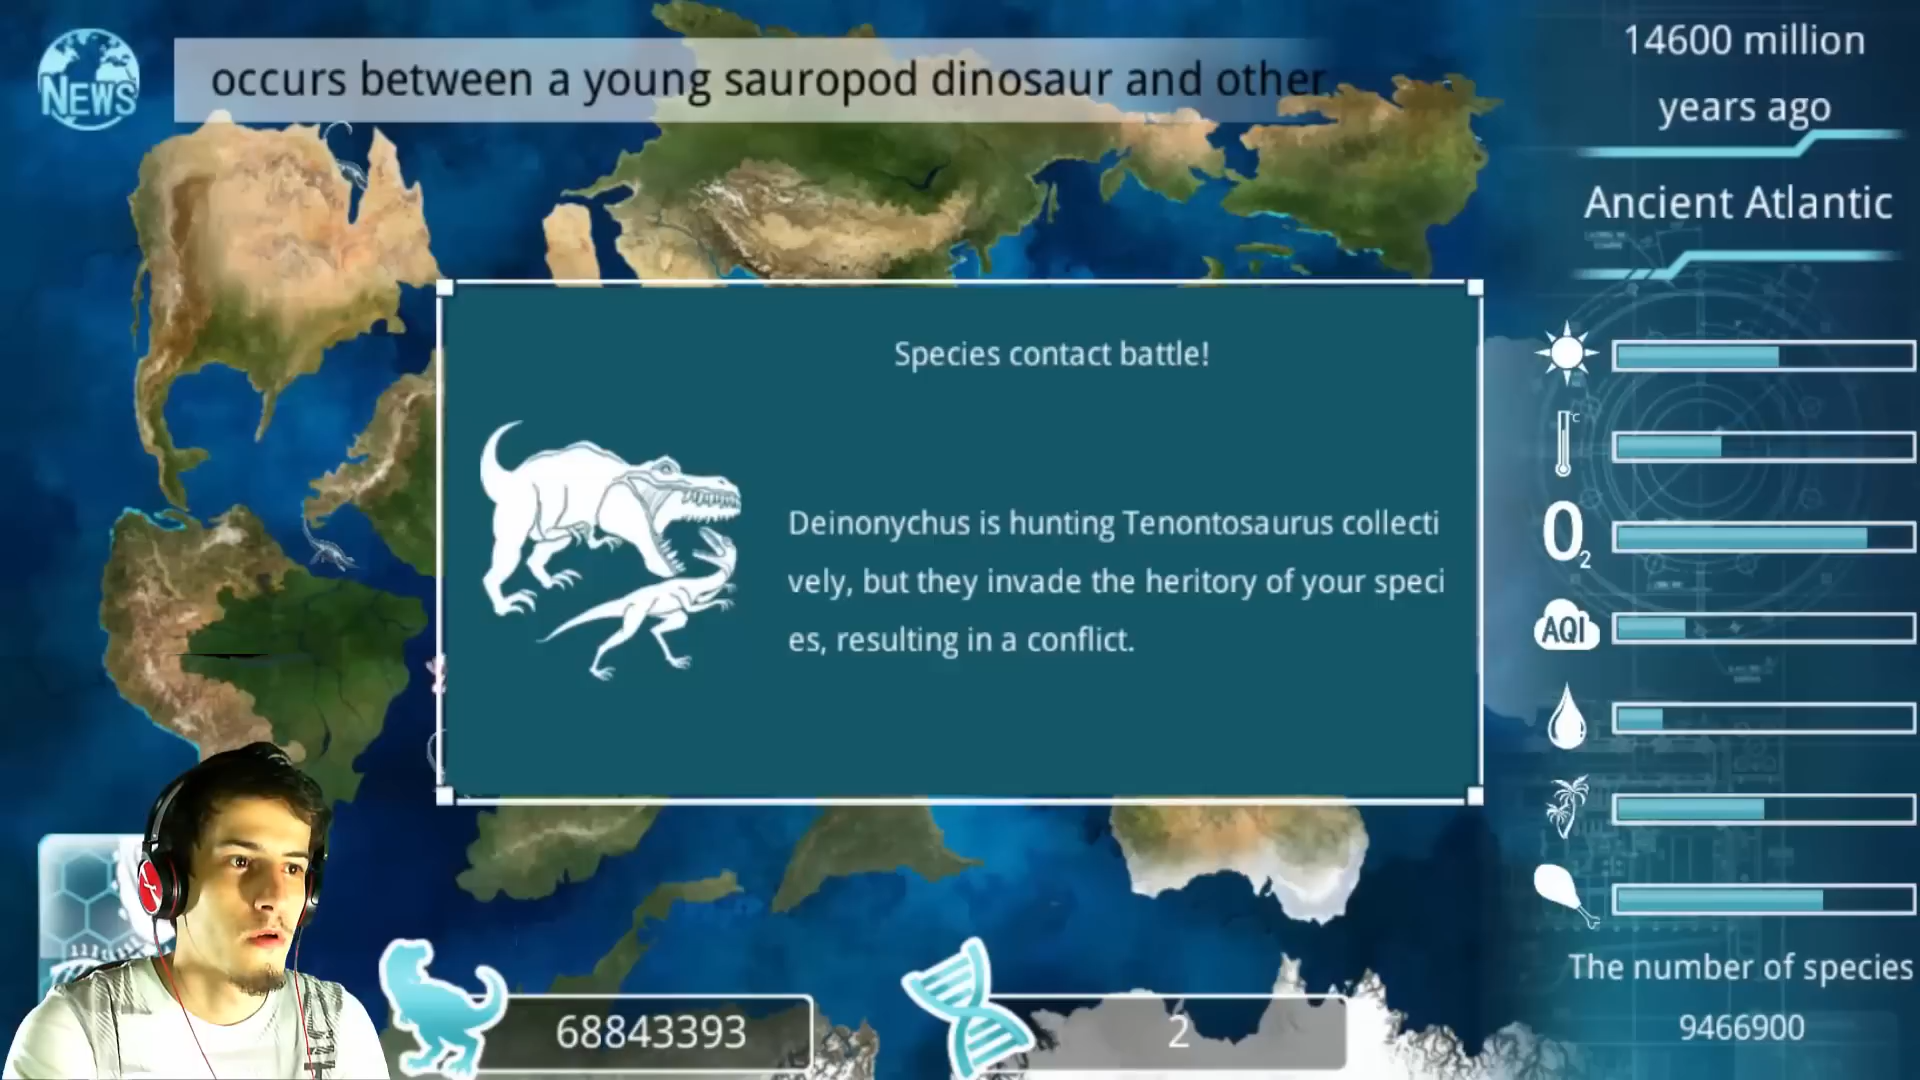 NEWS
occurs between a young sauropod dinosaur and other
14600 million
years ago
Ancient Atlantic
Species contact battle!
Deinonychus is hunting Tenontosaurus collecti
vely, but they invade the heritory of your speci
es, resulting in a conflict.
°C
O2
AQI
The number of species
9466900
68843393
2